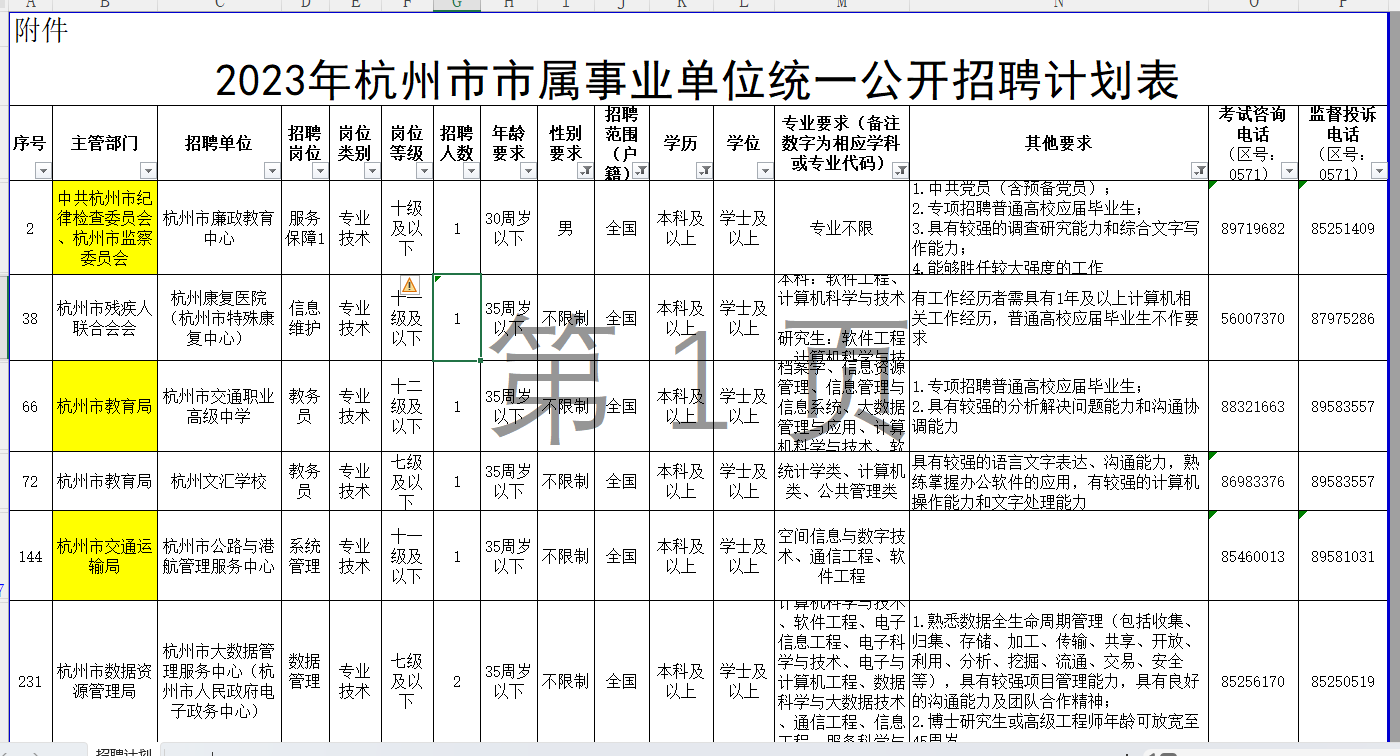 A B C D E F G H I J K L M N O P
附件
2023年杭州市市属事业单位统一公开招聘计划表
序号
主管部门
招聘单位
招聘
岗位
岗位
类别
岗位
等级
招聘
人数
年龄
要求
性别
要求
招聘
范围
(户
籍)
学历
学位
专业要求(备注
数字为相应学科
或专业代码)
其他要求
考试咨询
电话
(区号:
0571)
监督投诉
电话
(区号:
0571)
2
中共杭州市纪
律检查委员会
、杭州市监察
委员会
杭州市廉政教育
中心
服务
保障1
专业
技术
十级
及以
下
1
30周岁
以下
男
全国
本科及
以上
学士及
以上
专业不限
1.中共党员(含预备党员);
2.专项招聘普通高校应届毕业生;
3.具有较强的调查研究能力和综合文字写
作能力;
4.能够胜任较大强度的工作
89719682
85251409
38
杭州市残疾人
联合会会
杭州康复医院
(杭州市特殊康
复中心)
信息
维护
专业
技术
十一
级及
以下
1
35周岁
以下
不限制
全国
本科及
以上
学士及
以上
本科: 软件工程、
计算机科学与技术
研究生: 软件工程
、计算机科学与技
有工作经历者需具有1年及以上计算机相
关工作经历,普通高校应届毕业生不作要
求
56007370
87975286
66
杭州市教育局
杭州市交通职业
高级中学
教务
员
专业
技术
十二
级及
以下
1
35周岁
以下
不限制
全国
本科及
以上
学士及
以上
档案学、信息资源
管理、信息管理与
信息系统、大数据
管理与应用、计算
机科学与技术、软
1.专项招聘普通高校应届毕业生;
2.具有较强的分析解决问题能力和沟通协
调能力
88321663
89583557
第 1 页
72
杭州市教育局
杭州文汇学校
教务
员
专业
技术
七级
及以
下
1
35周岁
以下
不限制
全国
本科及
以上
学士及
以上
统计学类、计算机
类、公共管理类
具有较强的语言文字表达、沟通能力,熟
练掌握办公软件的应用,有较强的计算机
操作能力和文字处理能力
86983376
89583557
144
杭州市交通运
输局
杭州市公路与港
航管理服务中心
系统
管理
专业
技术
十一
级及
以下
1
35周岁
以下
不限制
全国
本科及
以上
学士及
以上
空间信息与数字技
术、通信工程、软
件工程
85460013
89581031
231
杭州市数据资
源管理局
杭州市大数据管
理服务中心(杭
州市人民政府电
子政务中心)
数据
管理
专业
技术
七级
及以
下
2
35周岁
以下
不限制
全国
本科及
以上
学士及
以上
计算机科学与技术
、软件工程、电子
信息工程、电子科
学与技术、电子与
计算机工程、数据
科学与大数据技术
、通信工程、信息
工程、服务科学与
1.熟悉数据全生命周期管理(包括收集、
归集、存储、加工、传输、共享、开放、
利用、分析、挖掘、流通、交易、安全
等),具有较强项目管理能力,具有良好
的沟通能力及团队合作精神;
2.博士研究生或高级工程师年龄可放宽至
45周岁
85256170
85250519
招聘计划